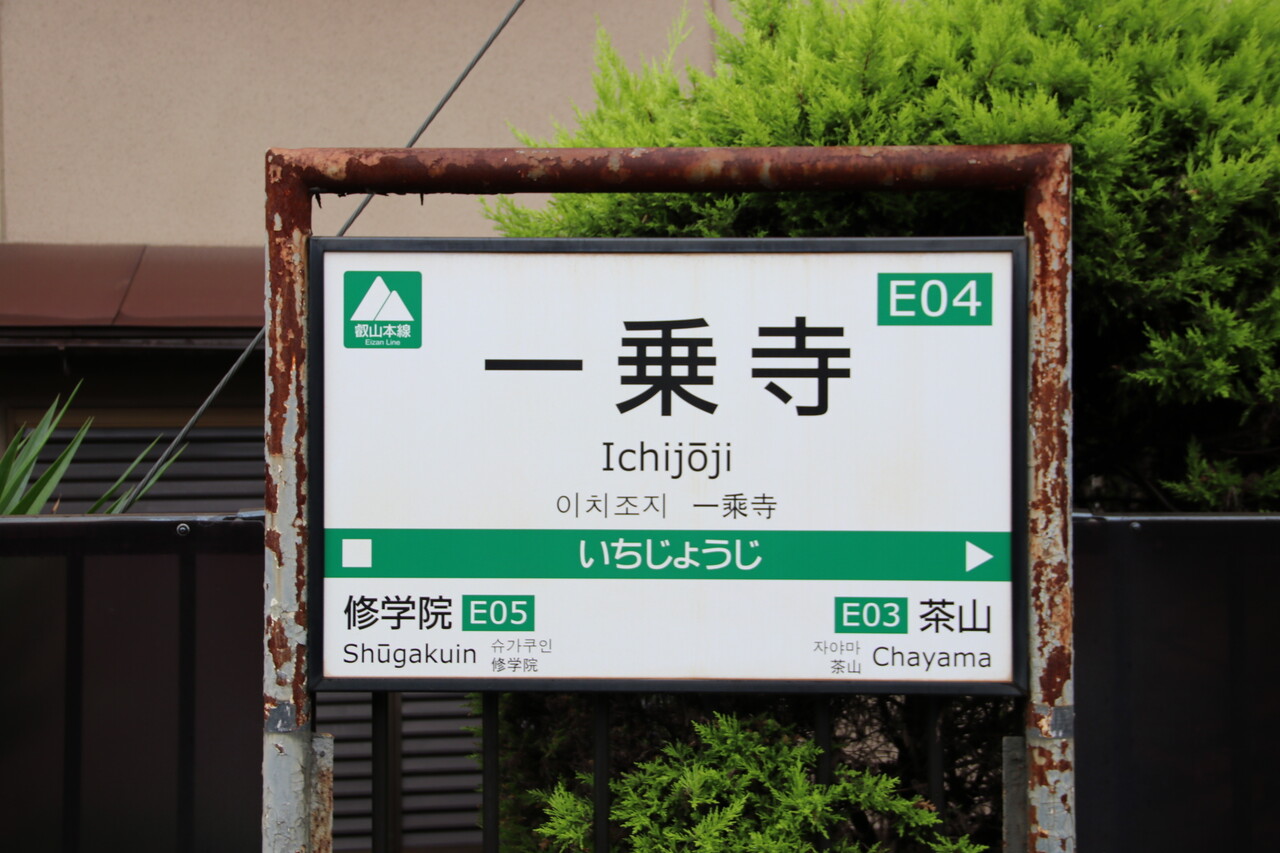 叡山本線
Eizan Line
E04
一乗寺
Ichijōji
이치조지 一乘寺
いちじょうじ
修学院 E05
Shūgakuin
슈가쿠인
修学院
E03 茶山
자야마
茶山
Chayama